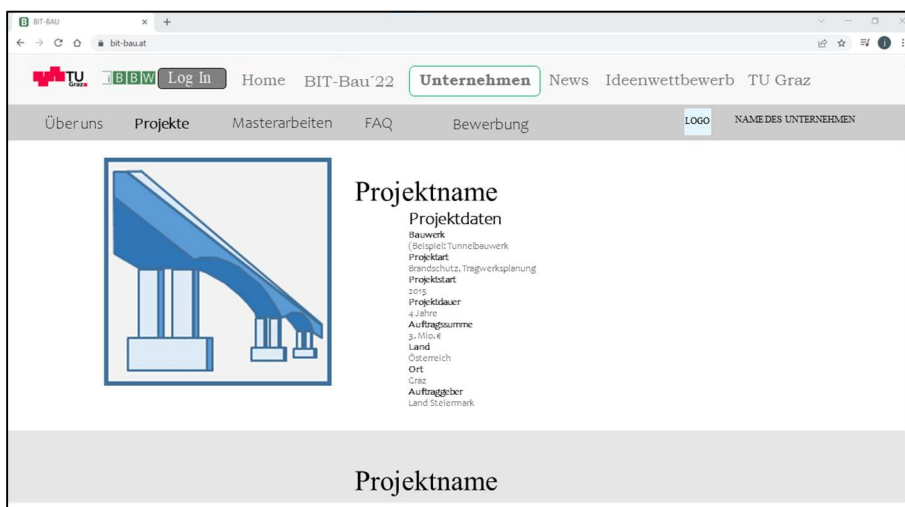 BIT-BAU
bit-bau.at
TU Graz
BBW
Log In
Home
BIT-Bau´22
Unternehmen
News
Ideenwettbewerb
TU Graz
Über uns
Projekte
Masterarbeiten
FAQ
Bewerbung
LOGO
NAME DES UNTERNEHMEN
Projektname
Projektdaten
Bauwerk
(Beispiel: Tunnelbauwerk
Projektart
Brandschutz, Tragwerksplanung
Projektstart
2015
Projektdauer
4 Jahre
Auftragssumme
3. Mio. €
Land
Österreich
Ort
Graz
Auftraggeber
Land Steiermark
Projektname